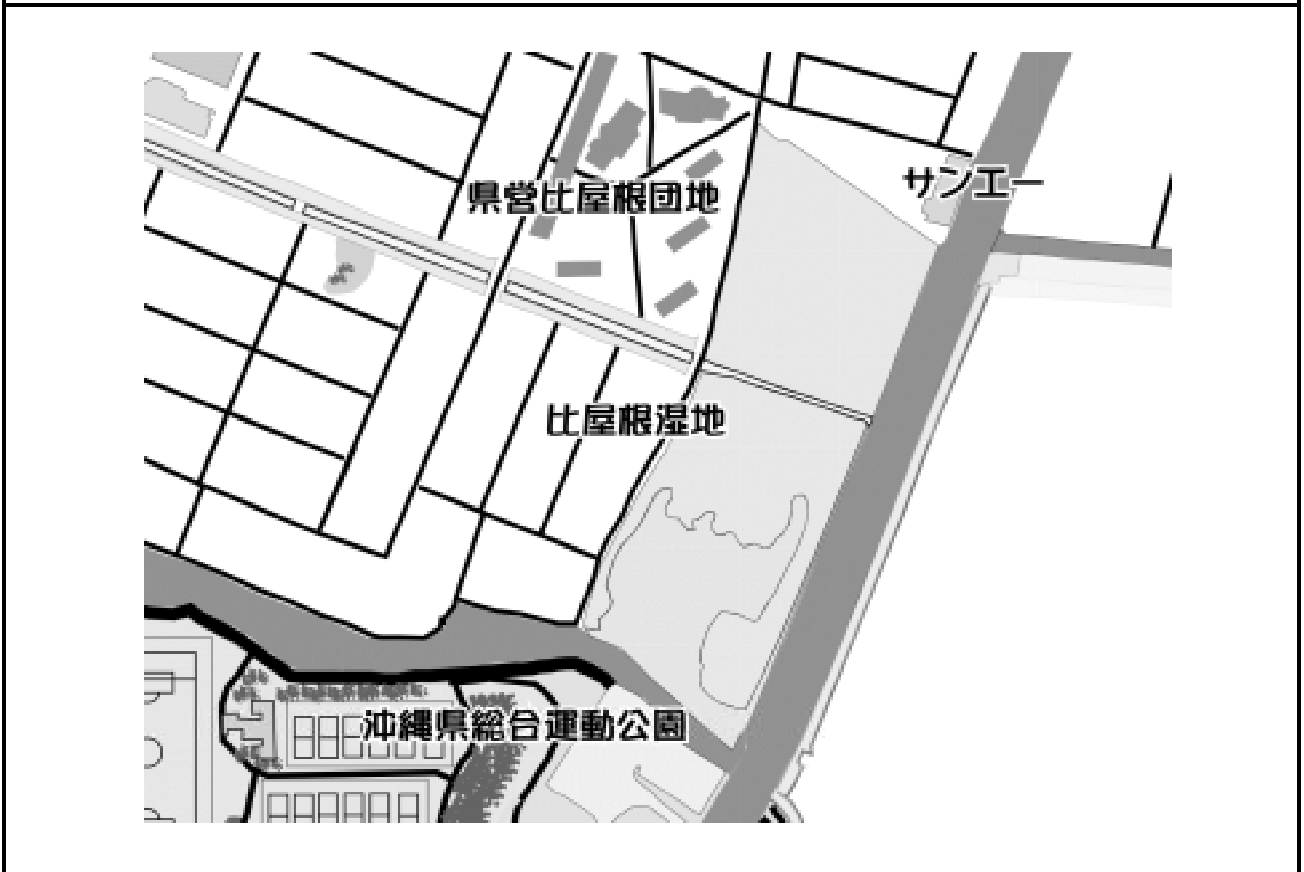 サンエー
県営比屋根団地
比屋根湿地
沖縄県総合運動公園